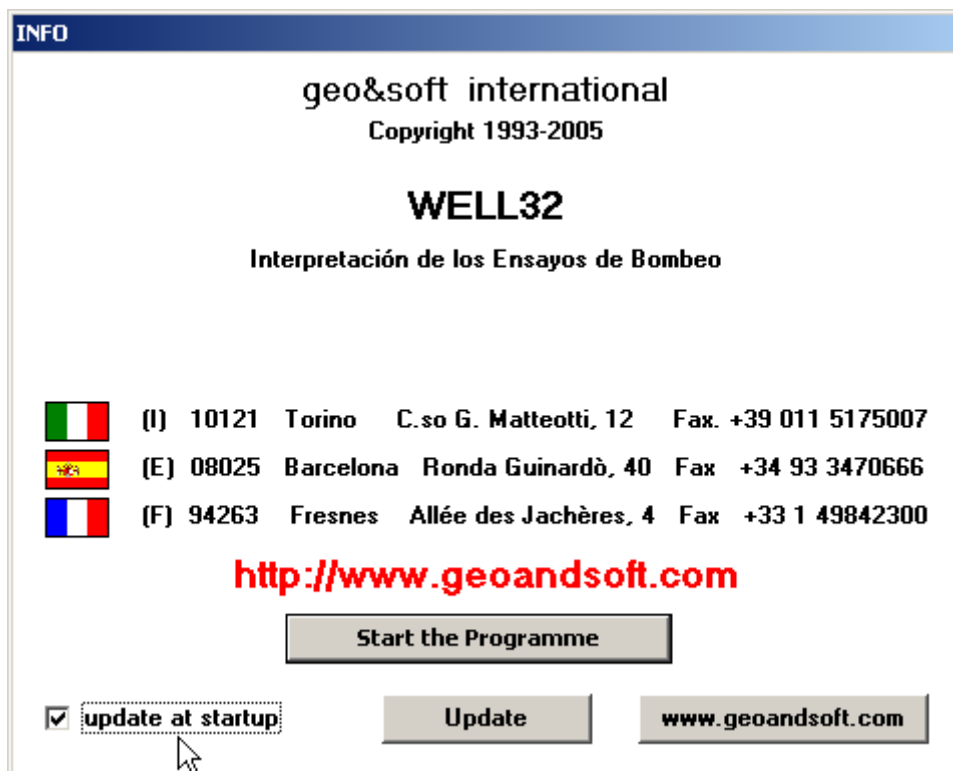 INFO
geo&soft international
Copyright 1993-2005
WELL32
Interpretación de los Ensayos de Bombeo
(I) 10121 Torino C.so G. Matteotti, 12 Fax. +39 011 5175007
(E) 08025 Barcelona Ronda Guinardò, 40 Fax +34 93 3470666
(F) 94263 Fresnes Allée des Jachères, 4 Fax +33 1 49842300
http://www.geoandsoft.com
Start the Programme
update at startup Update www.geoandsoft.com